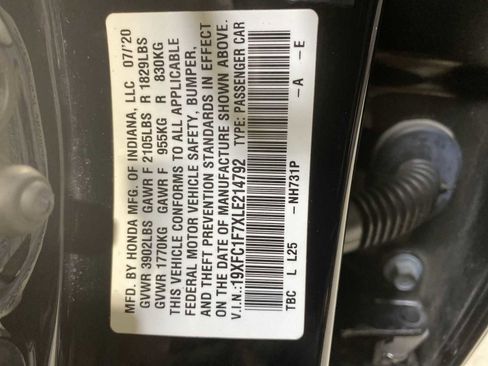 MFD. BY HONDA MFG. OF INDIANA, LLC 07/'20
GVWR 3902LBS GAWR F 2105LBS R 1829LBS
GVWR 1770KG GAWR F 955KG R 830KG
THIS VEHICLE CONFORMS TO ALL APPLICABLE
FEDERAL MOTOR VEHICLE SAFETY, BUMPER,
AND THEFT PREVENTION STANDARDS IN EFFECT
ON THE DATE OF MANUFACTURE SHOWN ABOVE.
V.I.N.: 19XFC1F7XLE214792 TYPE: PASSENGER CAR
-NH731P -A -E
TBC L L25